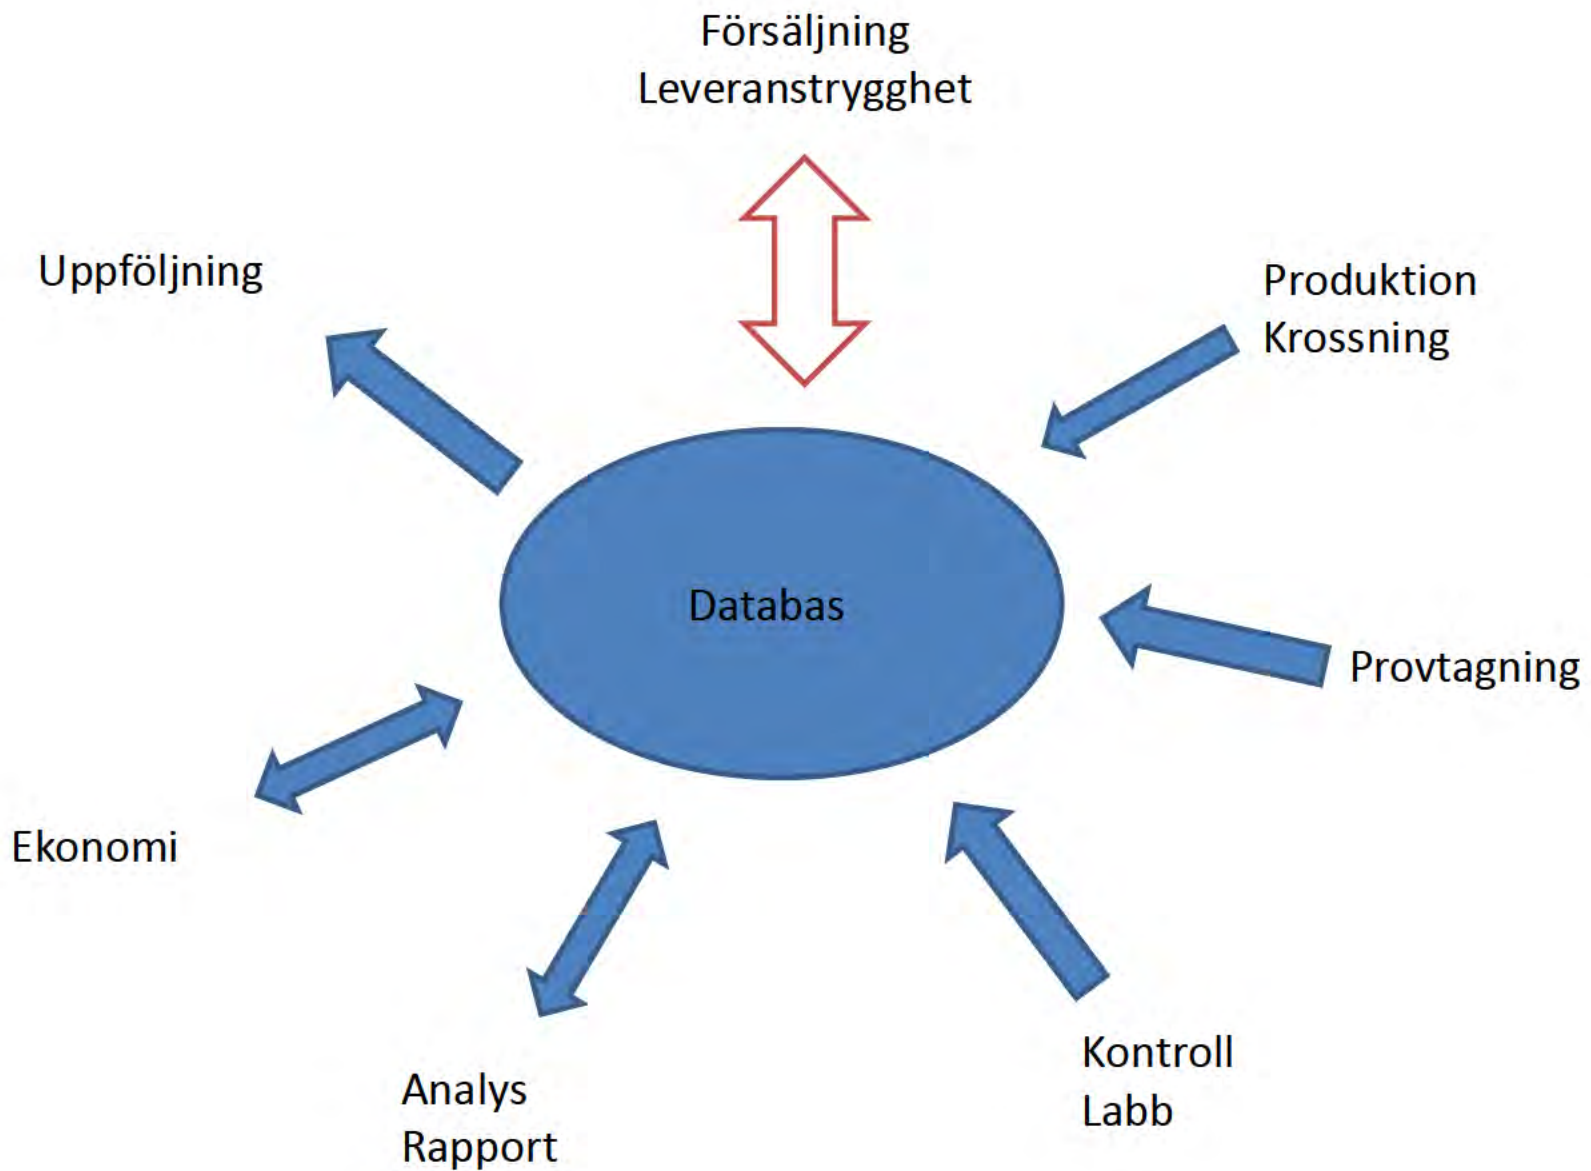 Försäljning
Leveranstrygghet
Uppföljning
Produktion
Krossning
Databas
Provtagning
Ekonomi
Kontroll
Labb
Analys
Rapport